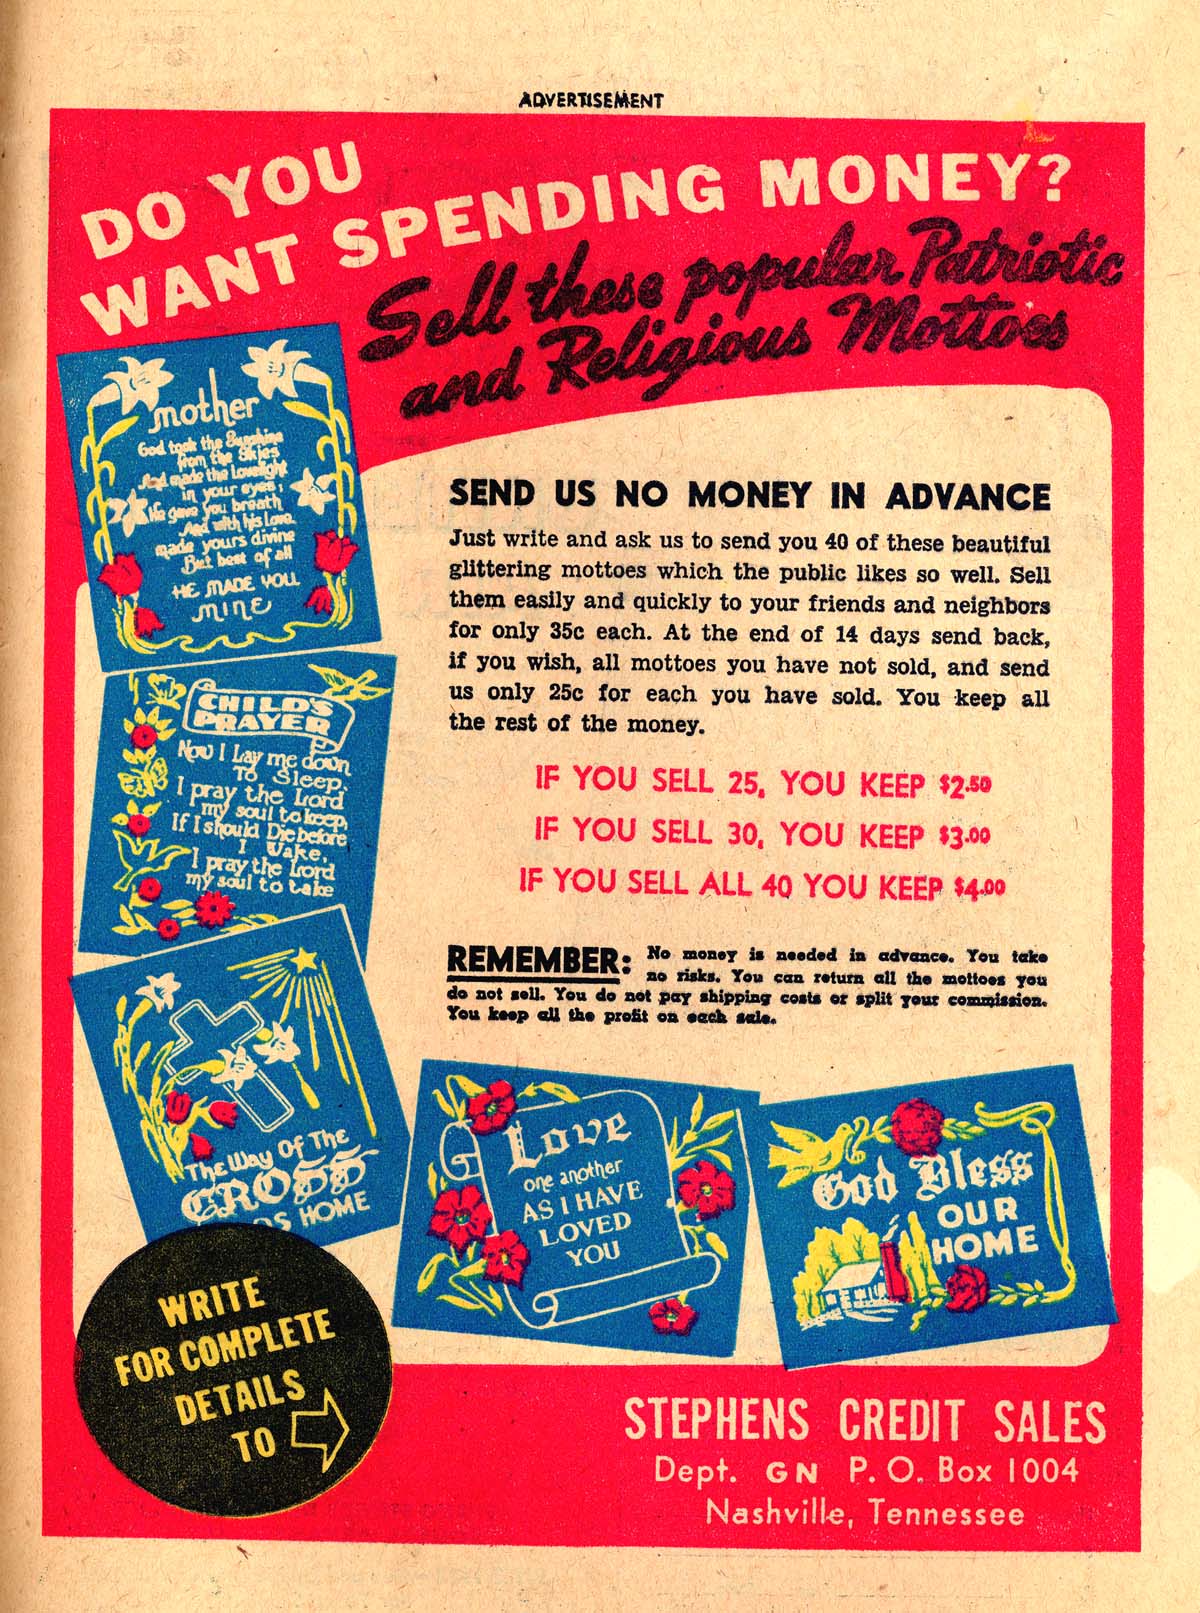 ADVERTISEMENT
DO YOU
WANT SPENDING MONEY?
Sell these popular Patriotic
and Religious Mottoes
mother
God took the Sunshine
from the Skies
And made the Lovelight
in your eyes;
He gave you breath
And with his Love
made yours divine
But best of all
HE MADE YOU
MINE
SEND US NO MONEY IN ADVANCE
Just write and ask us to send you 40 of these beautiful
glittering mottoes which the public likes so well. Sell
them easily and quickly to your friends and neighbors
for only 35c each. At the end of 14 days send back,
if you wish, all mottoes you have not sold, and send
us only 25c for each you have sold. You keep all
the rest of the money.
IF YOU SELL 25, YOU KEEP $2.50
IF YOU SELL 30, YOU KEEP $3.00
IF YOU SELL ALL 40 YOU KEEP $4.00
CHILD'S
PRAYER
Now I Lay me down
To Sleep.
I pray the Lord
my soul to keep,
If I should Die before
I Wake,
I pray the Lord
my soul to take
REMEMBER: No money is needed in advance. You take
no risks. You can return all the mottoes you
do not sell. You do not pay shipping costs or split your commission.
You keep all the profit on each sale.
The Way Of The
CROSS
DS HOME
Love
one another
AS I HAVE
LOVED
YOU
God Bless
OUR
HOME
WRITE
FOR COMPLETE
DETAILS
TO
STEPHENS CREDIT SALES
Dept. GN P. O. Box 1004
Nashville, Tennessee